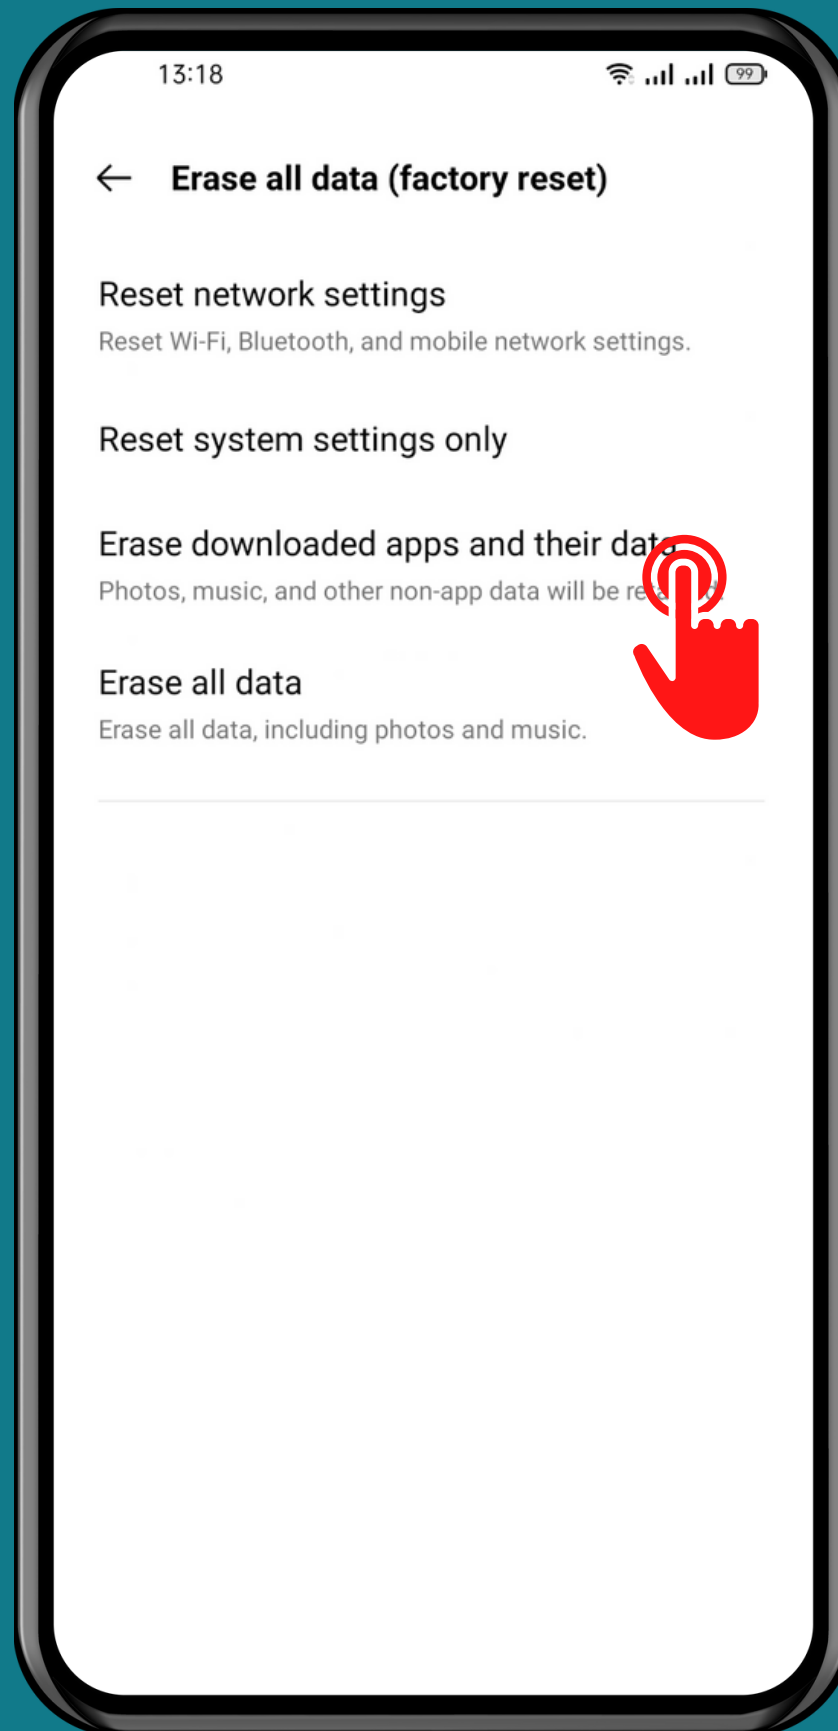 13:18
99
Erase all data (factory reset)
Reset network settings
Reset Wi-Fi, Bluetooth, and mobile network settings.
Reset system settings only
Erase downloaded apps and their data
Photos, music, and other non-app data will be retained.
Erase all data
Erase all data, including photos and music.